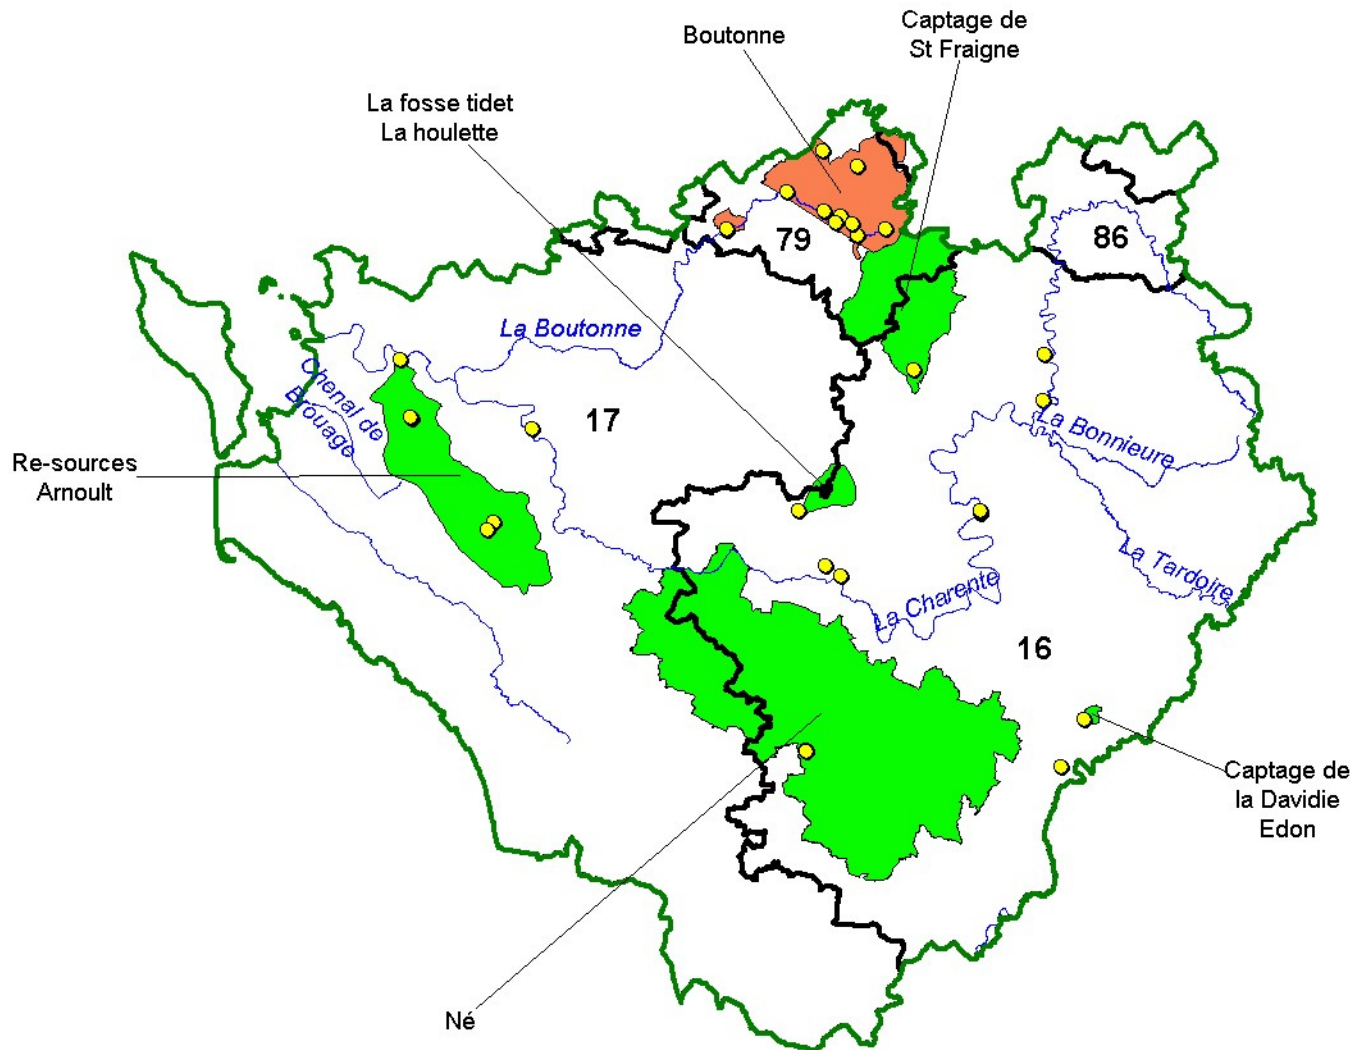 Captage de
St Fraigne
Boutonne
La fosse tidet
La houlette
79
86
La Boutonne
Chenal de
Brouage
17
La Bonnieure
Re-sources
Arnoult
La Tardoire
La Charente
16
Captage de
la Davidie
Edon
Né